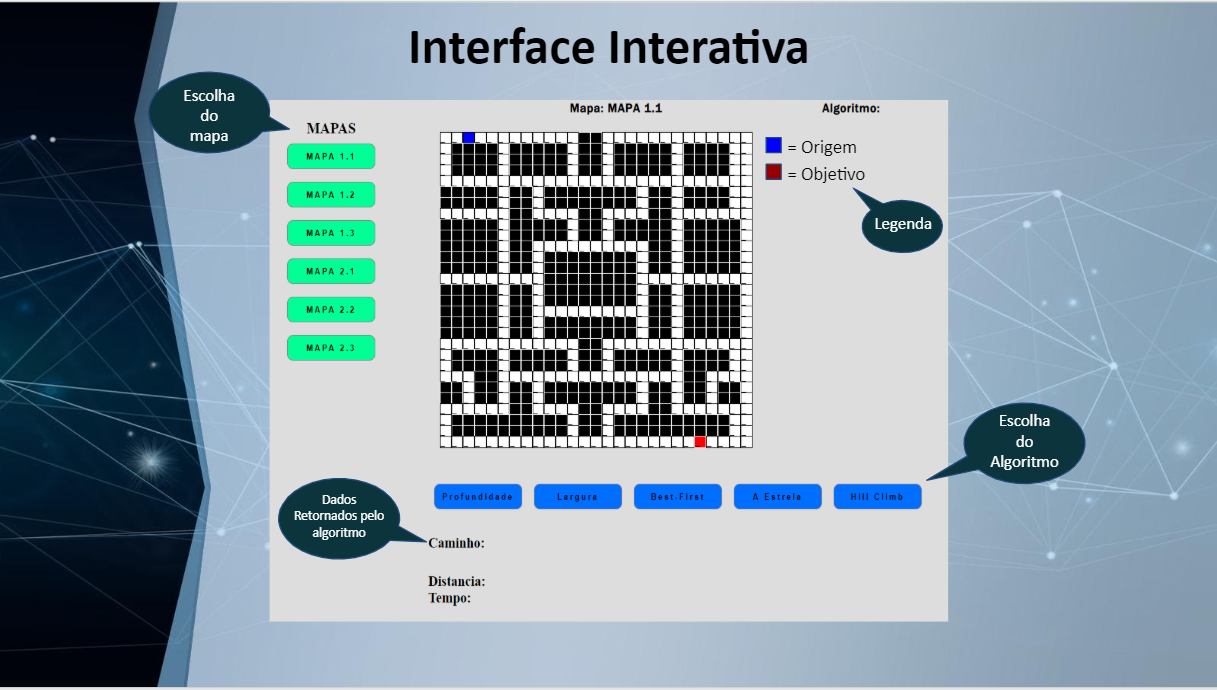 Interface Interativa
Escolha
do
mapa
MAPAS
MAPA 1.1
MAPA 1.2
MAPA 1.3
MAPA 2.1
MAPA 2.2
MAPA 2.3
Mapa: MAPA 1.1
Algoritmo:
= Origem
= Objetivo
Legenda
Escolha
do
Algoritmo
Profundidade
Largura
Best-First
A Estrela
Hill Climb
Dados
Retornados pelo
algoritmo
Caminho:
Distancia:
Tempo: